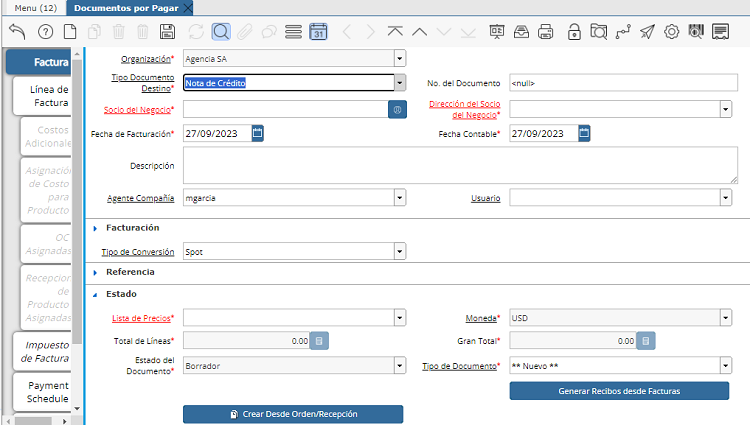 Menu (12)
Documentos por Pagar
31
Factura
Línea de
Factura
Costos
Adicionale
Asignación
de Costo
para
Producto
OC
Asignadas
Recepcion
de
Producto
Asignadas
Impuesto
de Factura
Payment
Schedule
Organización* Agencia SA
Tipo Documento
Destino* Nota de Crédito
No. del Documento <null>
Socio del Negocio*
Dirección del Socio
del Negocio*
Fecha de Facturación* 27/09/2023
Fecha Contable* 27/09/2023
Descripción
Agente Compañía mgarcia
Usuario
Facturación
Tipo de Conversión Spot
Referencia
Estado
Lista de Precios*
Moneda* USD
Total de Líneas* 0.00
Gran Total* 0.00
Estado del
Documento* Borrador
Tipo de Documento* ** Nuevo **
Generar Recibos desde Facturas
Crear Desde Orden/Recepción